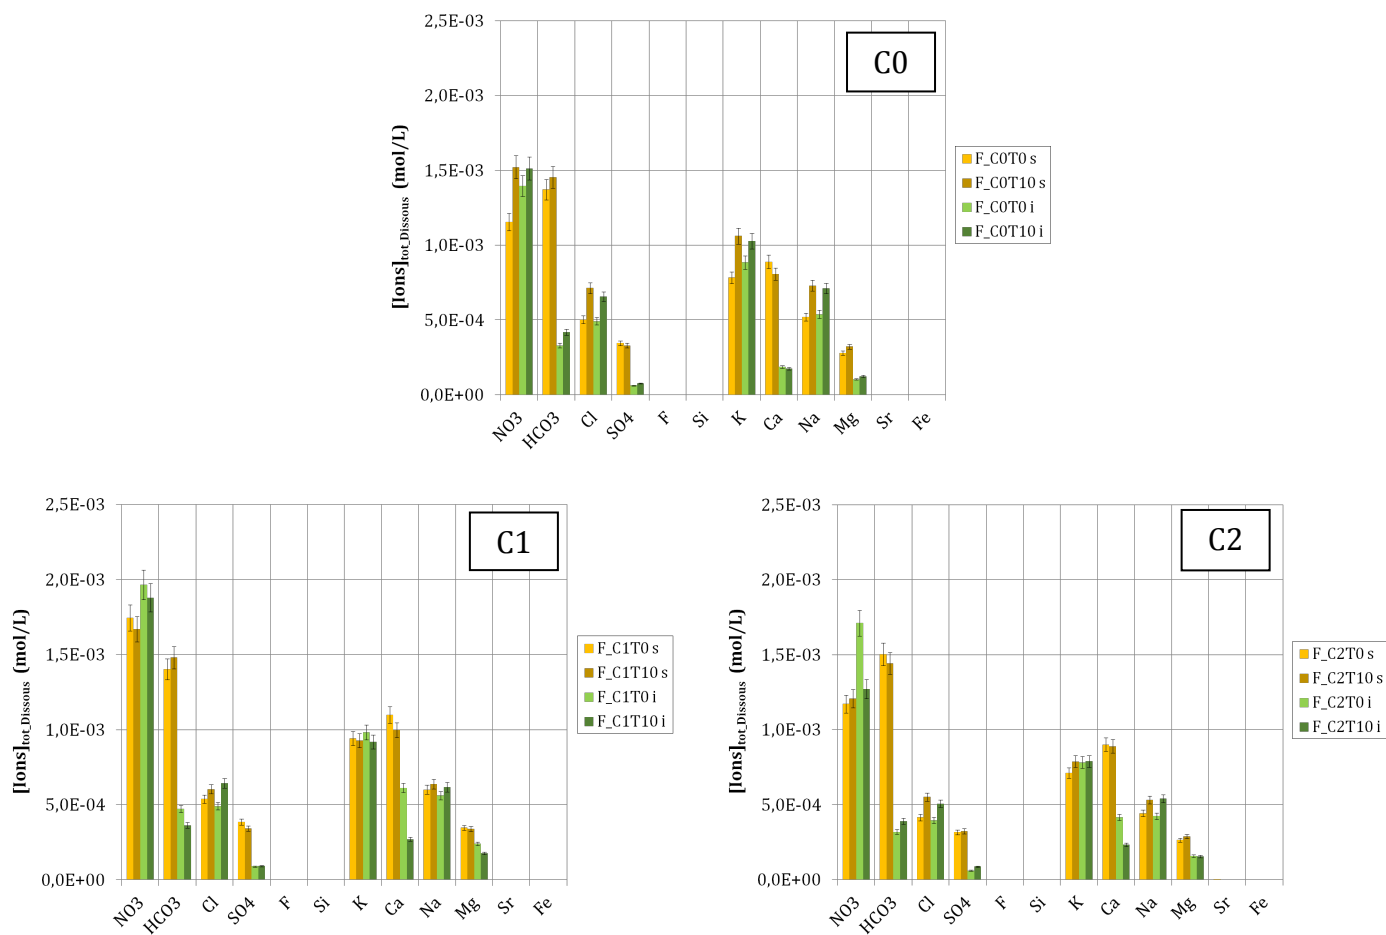 C0
2,5E-03
2,0E-03
1,5E-03
1,0E-03
5,0E-04
0,0E+00
[Ions]tot_Dissous (mol/L)
NO3 HCO3 Cl SO4 F Si K Ca Na Mg Sr Fe
F_C0T0 s
F_C0T10 s
F_C0T0 i
F_C0T10 i
C1
2,5E-03
2,0E-03
1,5E-03
1,0E-03
5,0E-04
0,0E+00
[Ions]tot_Dissous (mol/L)
NO3 HCO3 Cl SO4 F Si K Ca Na Mg Sr Fe
F_C1T0 s
F_C1T10 s
F_C1T0 i
F_C1T10 i
C2
2,5E-03
2,0E-03
1,5E-03
1,0E-03
5,0E-04
0,0E+00
[Ions]tot_Dissous (mol/L)
NO3 HCO3 Cl SO4 F Si K Ca Na Mg Sr Fe
F_C2T0 s
F_C2T10 s
F_C2T0 i
F_C2T10 i